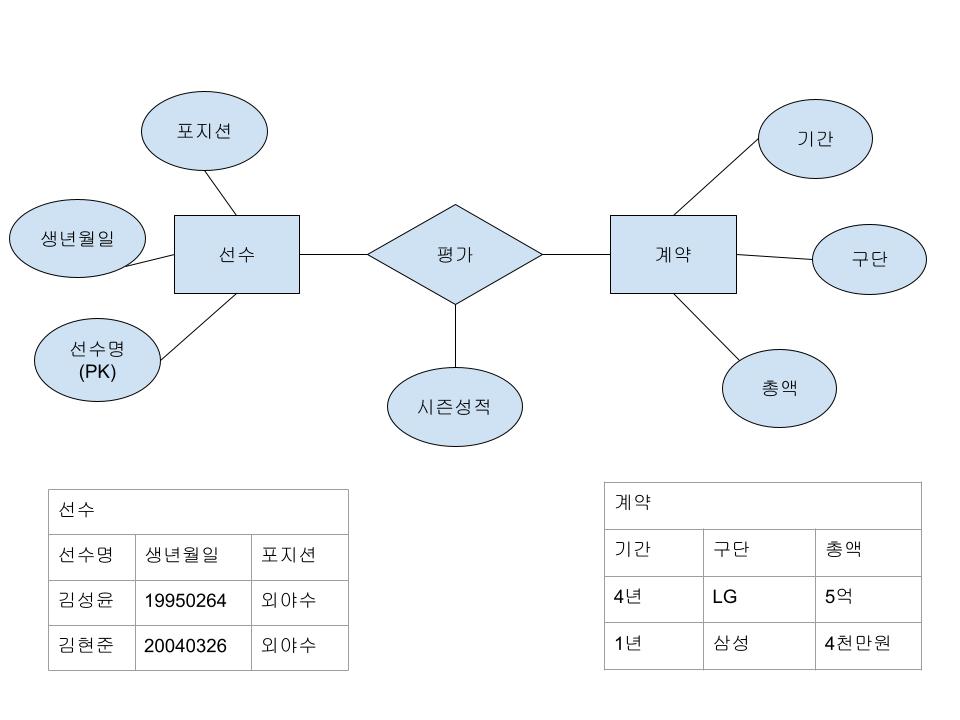 포지션
기간
생년월일
선수
평가
계약
구단
선수명
(PK)
시즌성적
총액
선수
선수명 생년월일 포지션
김성윤 19950264 외야수
김현준 20040326 외야수
계약
기간 구단 총액
4년 LG 5억
1년 삼성 4천만원